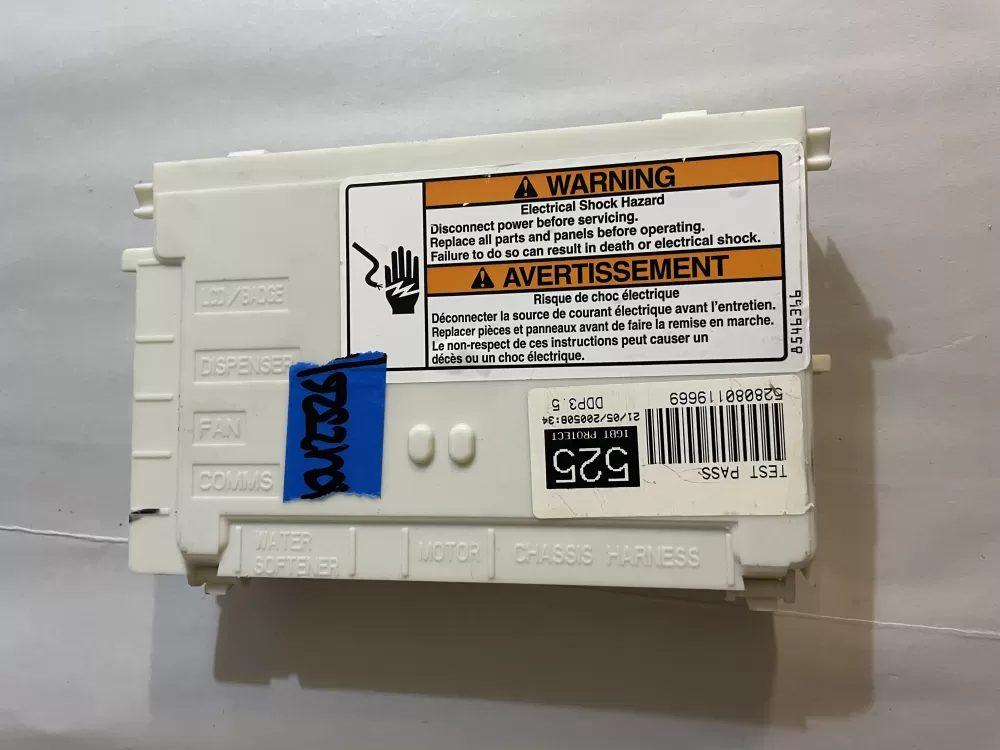 WARNING
Electrical Shock Hazard
Disconnect power before servicing.
Replace all parts and panels before operating.
Failure to do so can result in death or electrical shock.
AVERTISSEMENT
Risque de choc électrique
Déconnecter la source de courant électrique avant l'entretien.
Replacer pièces et panneaux avant de faire la remise en marche.
Le non-respect de ces instructions peut causer un
décès ou un choc électrique.
8546366
LCD/BADGE
DISPENSER
FAN
COMMS
WATER
SOFTENER
MOTOR
CHASSIS HARNESS
TEST PASS
528080119669
525
IGBT PROTECT
21/05/200508:34
DDP3.5